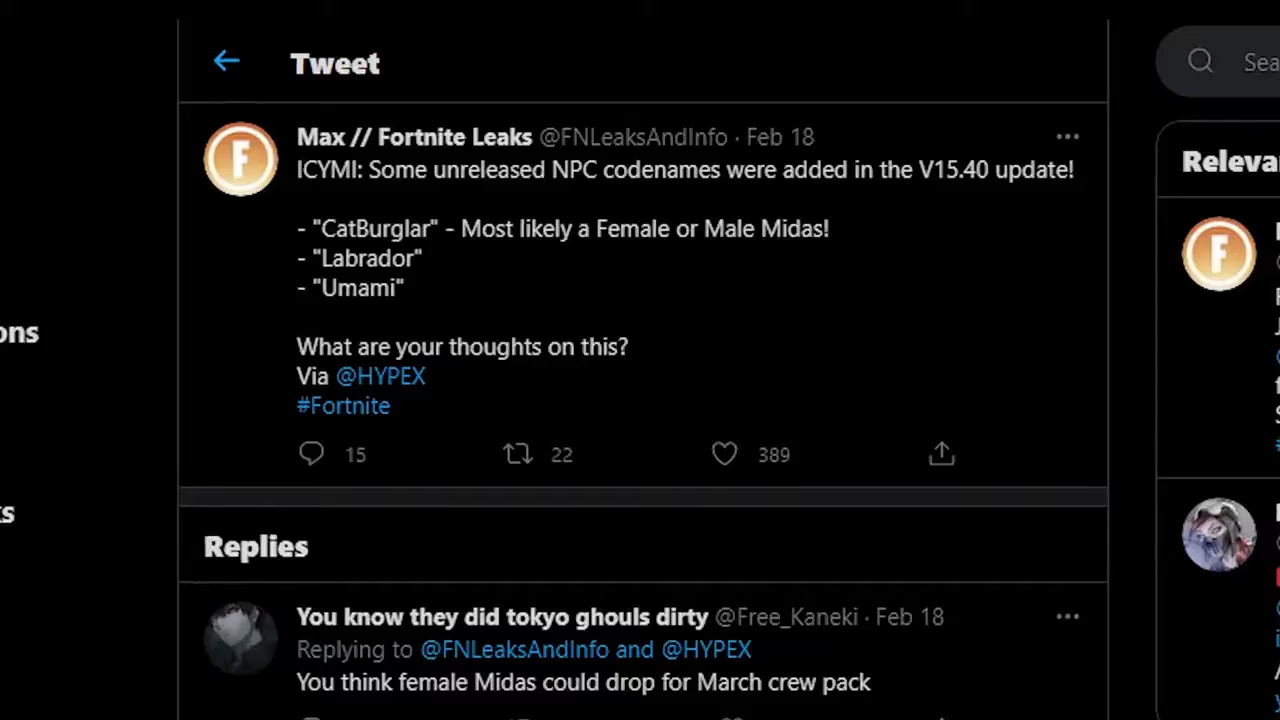 Tweet
Sea
Max // Fortnite Leaks @FNLeaksAndInfo · Feb 18
ICYMI: Some unreleased NPC codenames were added in the V15.40 update!
Releva
- "CatBurglar" - Most likely a Female or Male Midas!
- "Labrador"
- "Umami"
ons
What are your thoughts on this?
Via @HYPEX
#Fortnite
15 22 389
Replies
You know they did tokyo ghouls dirty @Free_Kaneki · Feb 18
Replying to @FNLeaksAndInfo and @HYPEX
You think female Midas could drop for March crew pack